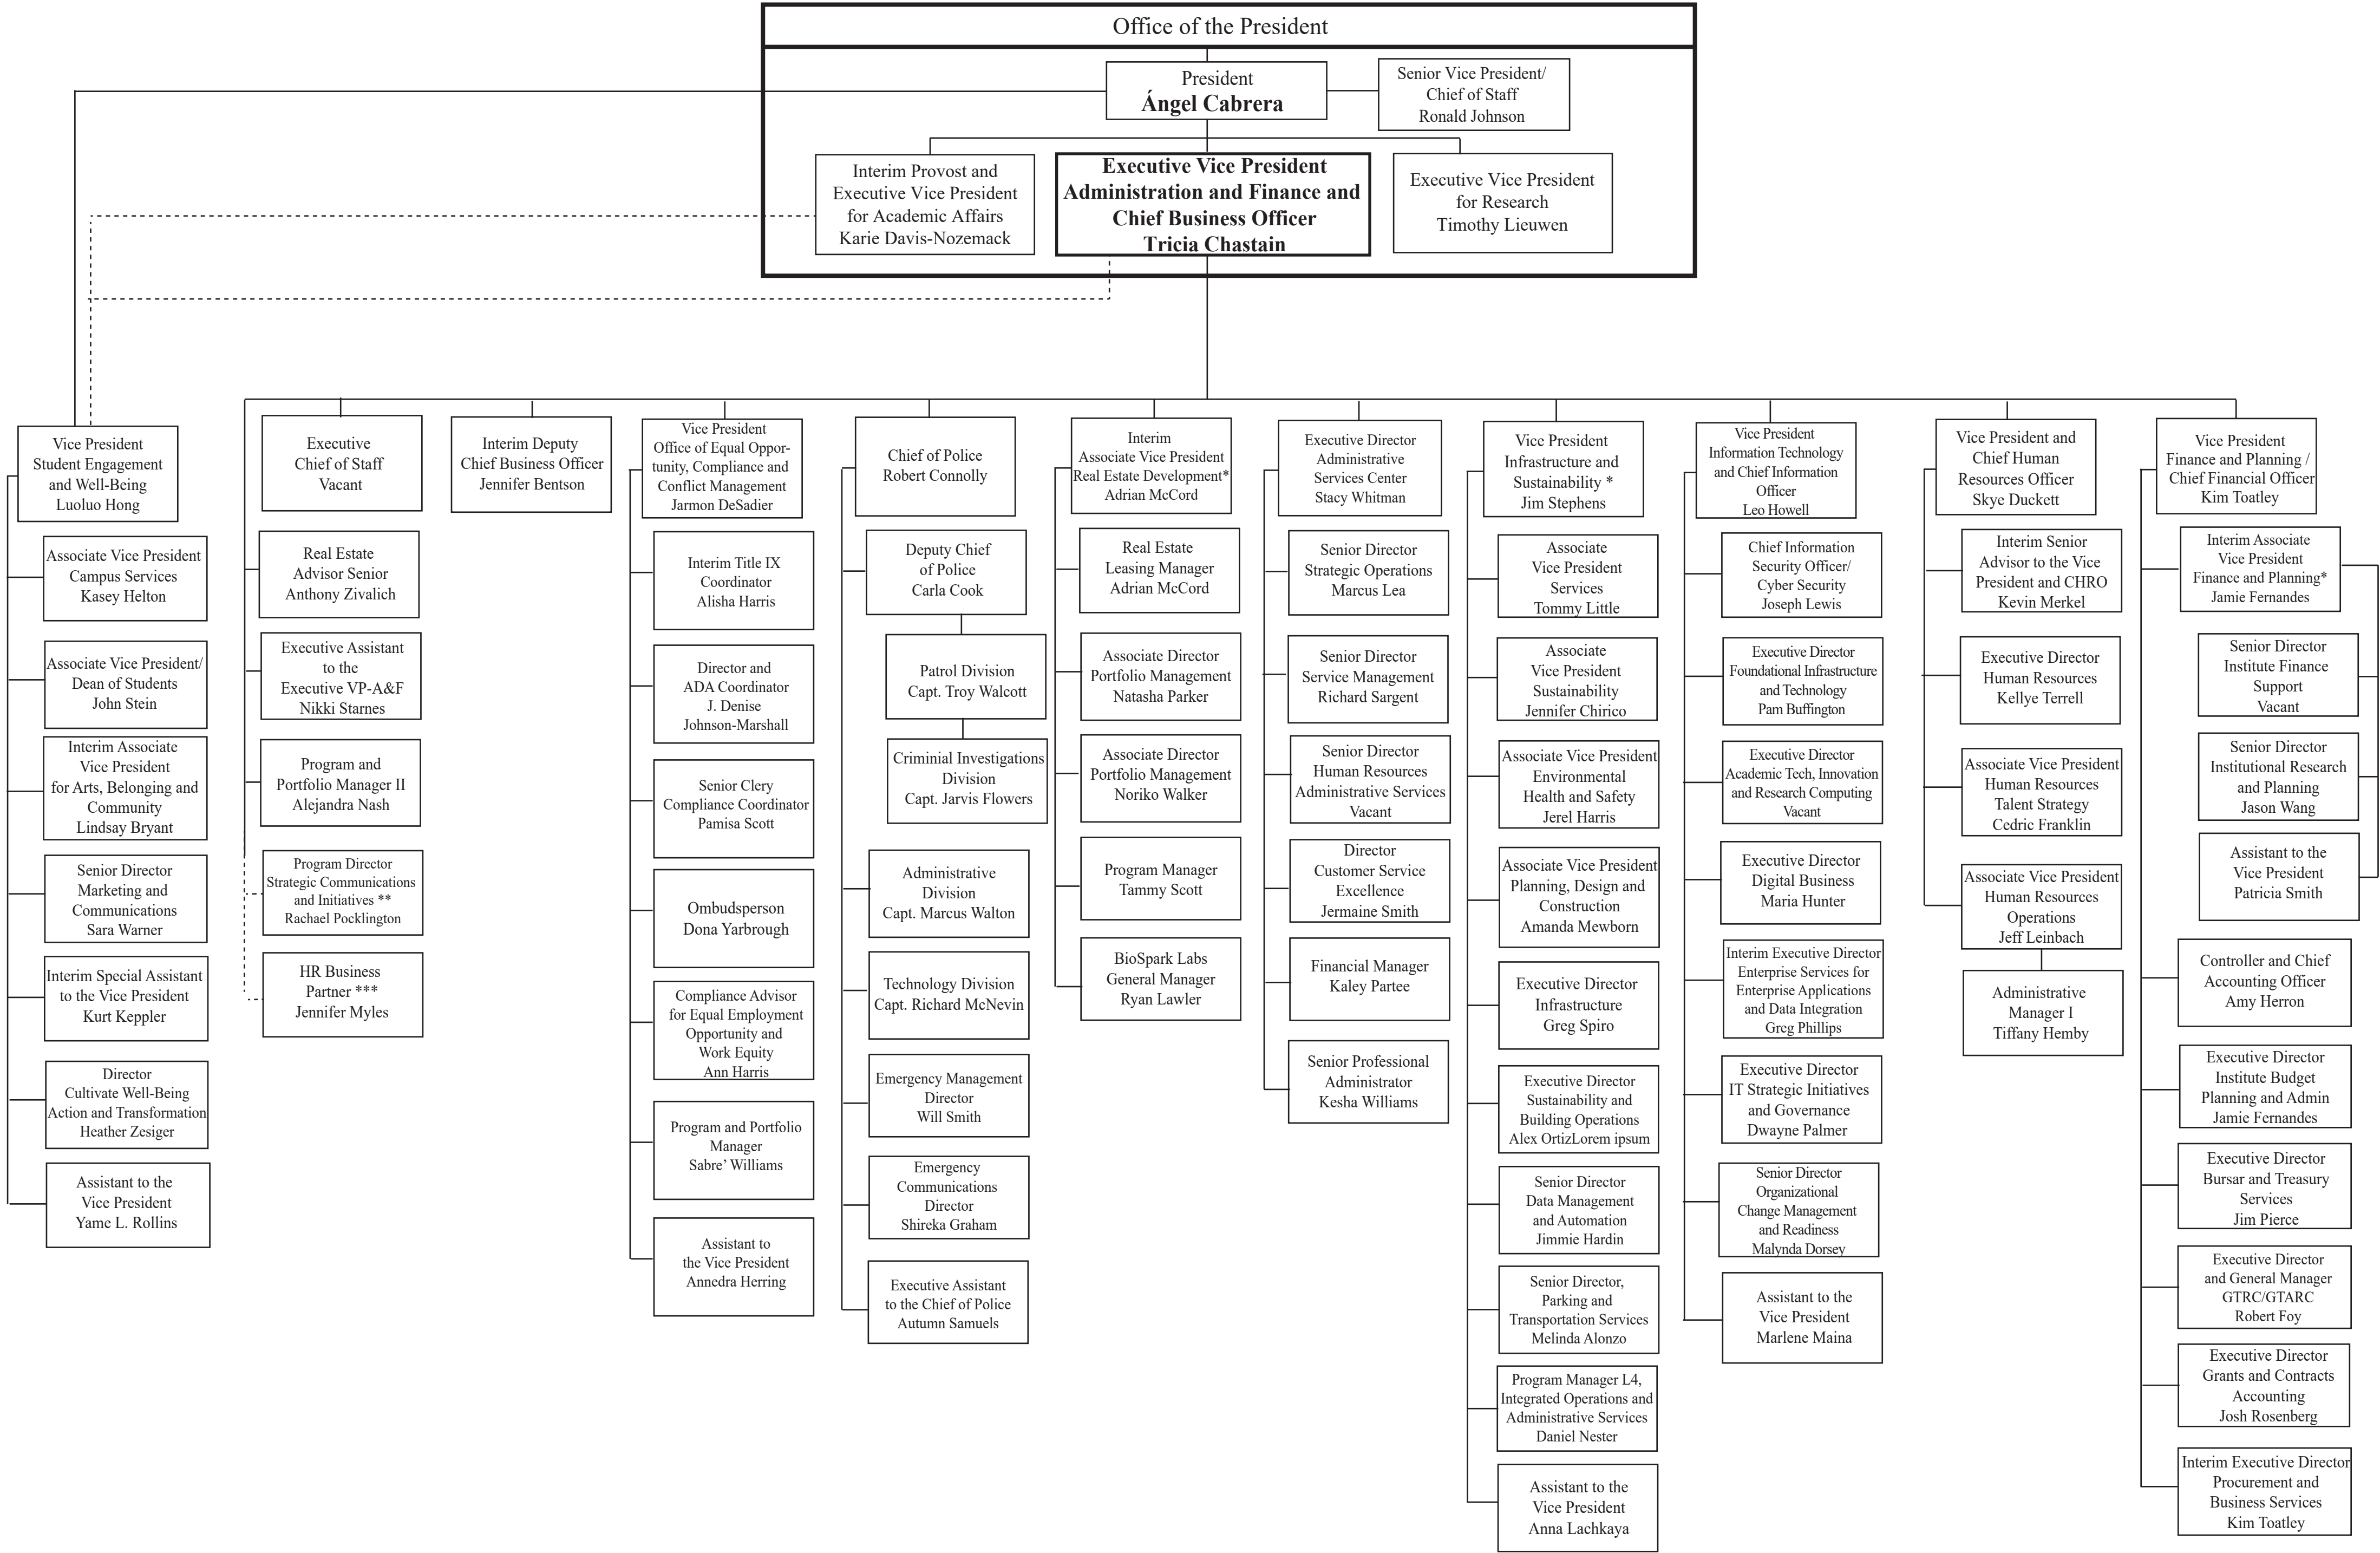 Office of the President
President
Ángel Cabrera
Senior Vice President/
Chief of Staff
Ronald Johnson
Interim Provost and
Executive Vice President
for Academic Affairs
Karie Davis-Nozemack
Executive Vice President
Administration and Finance and
Chief Business Officer
Tricia Chastain
Executive Vice President
for Research
Timothy Lieuwen
Vice President
Student Engagement
and Well-Being
Luoluo Hong
Associate Vice President
Campus Services
Kasey Helton
Associate Vice President/
Dean of Students
John Stein
Interim Associate
Vice President
for Arts, Belonging and
Community
Lindsay Bryant
Senior Director
Marketing and
Communications
Sara Warner
Interim Special Assistant
to the Vice President
Kurt Keppler
Director
Cultivate Well-Being
Action and Transformation
Heather Zesiger
Assistant to the
Vice President
Yame L. Rollins
Executive
Chief of Staff
Vacant
Real Estate
Advisor Senior
Anthony Zivalich
Executive Assistant
to the
Executive VP-A&F
Nikki Starnes
Program and
Portfolio Manager II
Alejandra Nash
Program Director
Strategic Communications
and Initiatives **
Rachael Pocklington
HR Business
Partner ***
Jennifer Myles
Interim Deputy
Chief Business Officer
Jennifer Bentson
Vice President
Office of Equal Oppor-
tunity, Compliance and
Conflict Management
Jarmon DeSadier
Interim Title IX
Coordinator
Alisha Harris
Director and
ADA Coordinator
J. Denise
Johnson-Marshall
Senior Clery
Compliance Coordinator
Pamisa Scott
Ombudsperson
Dona Yarbrough
Compliance Advisor
for Equal Employment
Opportunity and
Work Equity
Ann Harris
Program and Portfolio
Manager
Sabre’ Williams
Assistant to
the Vice President
Annedra Herring
Chief of Police
Robert Connolly
Deputy Chief
of Police
Carla Cook
Patrol Division
Capt. Troy Walcott
Criminial Investigations
Division
Capt. Jarvis Flowers
Administrative
Division
Capt. Marcus Walton
Technology Division
Capt. Richard McNevin
Emergency Management
Director
Will Smith
Emergency
Communications
Director
Shireka Graham
Executive Assistant
to the Chief of Police
Autumn Samuels
Interim
Associate Vice President
Real Estate Development*
Adrian McCord
Real Estate
Leasing Manager
Adrian McCord
Associate Director
Portfolio Management
Natasha Parker
Associate Director
Portfolio Management
Noriko Walker
Program Manager
Tammy Scott
BioSpark Labs
General Manager
Ryan Lawler
Executive Director
Administrative
Services Center
Stacy Whitman
Senior Director
Strategic Operations
Marcus Lea
Senior Director
Service Management
Richard Sargent
Senior Director
Human Resources
Administrative Services
Vacant
Director
Customer Service
Excellence
Jermaine Smith
Financial Manager
Kaley Partee
Senior Professional
Administrator
Kesha Williams
Vice President
Infrastructure and
Sustainability *
Jim Stephens
Associate
Vice President
Services
Tommy Little
Associate
Vice President
Sustainability
Jennifer Chirico
Associate Vice President
Environmental
Health and Safety
Jerel Harris
Associate Vice President
Planning, Design and
Construction
Amanda Mewborn
Executive Director
Infrastructure
Greg Spiro
Executive Director
Sustainability and
Building Operations
Alex OrtizLorem ipsum
Senior Director
Data Management
and Automation
Jimmie Hardin
Senior Director,
Parking and
Transportation Services
Melinda Alonzo
Program Manager L4,
Integrated Operations and
Administrative Services
Daniel Nester
Assistant to the
Vice President
Anna Lachkaya
Vice President
Information Technology
and Chief Information
Officer
Leo Howell
Chief Information
Security Officer/
Cyber Security
Joseph Lewis
Executive Director
Foundational Infrastructure
and Technology
Pam Buffington
Executive Director
Academic Tech, Innovation
and Research Computing
Vacant
Executive Director
Digital Business
Maria Hunter
Interim Executive Director
Enterprise Services for
Enterprise Applications
and Data Integration
Greg Phillips
Executive Director
IT Strategic Initiatives
and Governance
Dwayne Palmer
Senior Director
Organizational
Change Management
and Readiness
Malynda Dorsey
Assistant to the
Vice President
Marlene Maina
Vice President and
Chief Human
Resources Officer
Skye Duckett
Interim Senior
Advisor to the Vice
President and CHRO
Kevin Merkel
Executive Director
Human Resources
Kellye Terrell
Associate Vice President
Human Resources
Talent Strategy
Cedric Franklin
Associate Vice President
Human Resources
Operations
Jeff Leinbach
Administrative
Manager I
Tiffany Hemby
Vice President
Finance and Planning /
Chief Financial Officer
Kim Toatley
Interim Associate
Vice President
Finance and Planning*
Jamie Fernandes
Senior Director
Institute Finance
Support
Vacant
Senior Director
Institutional Research
and Planning
Jason Wang
Assistant to the
Vice President
Patricia Smith
Controller and Chief
Accounting Officer
Amy Herron
Executive Director
Institute Budget
Planning and Admin
Jamie Fernandes
Executive Director
Bursar and Treasury
Services
Jim Pierce
Executive Director
and General Manager
GTRC/GTARC
Robert Foy
Executive Director
Grants and Contracts
Accounting
Josh Rosenberg
Interim Executive Director
Procurement and
Business Services
Kim Toatley